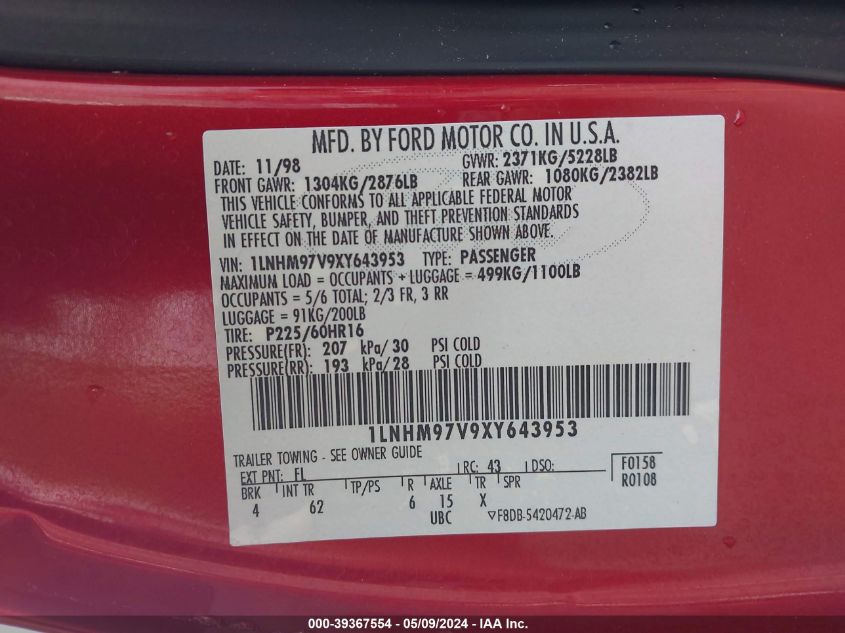 MFD. BY FORD MOTOR CO. IN U.S.A.
DATE: 11/98 GVWR: 2371KG/5228LB
FRONT GAWR: 1304KG/2876LB REAR GAWR: 1080KG/2382LB
THIS VEHICLE CONFORMS TO ALL APPLICABLE FEDERAL MOTOR
VEHICLE SAFETY, BUMPER, AND THEFT PREVENTION STANDARDS
IN EFFECT ON THE DATE OF MANUFACTURE SHOWN ABOVE.
VIN: 1LNHM97V9XY643953 TYPE: PASSENGER
MAXIMUM LOAD = OCCUPANTS + LUGGAGE = 499KG/1100LB
OCCUPANTS = 5/6 TOTAL; 2/3 FR, 3 RR
LUGGAGE = 91KG/200LB
TIRE: P225/60HR16
PRESSURE(FR): 207 kPa/30 PSI COLD
PRESSURE(RR): 193 kPa/28 PSI COLD
1LNHM97V9XY643953
TRAILER TOWING - SEE OWNER GUIDE
EXT PNT: FL RC: 43 DSO: F0158
R0108
BRK INT TR TP/PS R AXLE TR SPR
4 62 6 15 X
UBC F8DB-5420472-AB
000-39367554 - 05/09/2024 - IAA Inc.